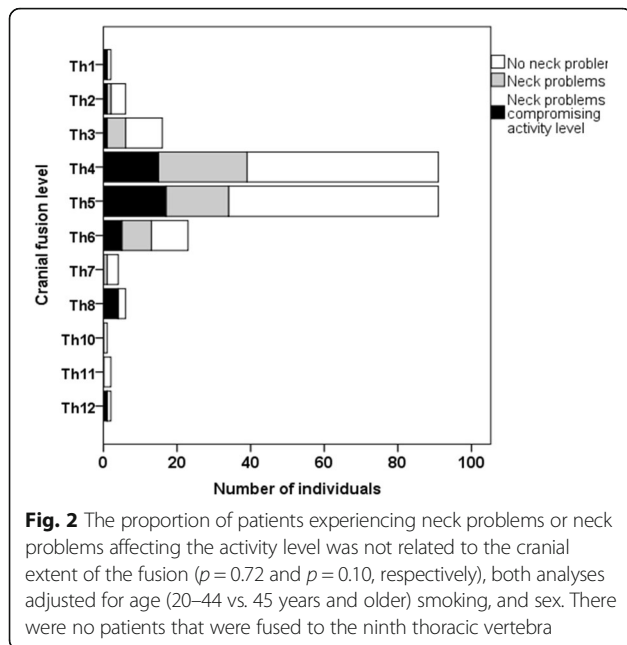 No neck probler
Neck problems
Neck problems
compromising
activity level
Cranial fusion level
Th1
Th2
Th3
Th4
Th5
Th6
Th7
Th8
Th10
Th11
Th12
0 20 40 60 80 100
Number of individuals
Fig. 2 The proportion of patients experiencing neck problems or neck
problems affecting the activity level was not related to the cranial
extent of the fusion (p = 0.72 and p = 0.10, respectively), both analyses
adjusted for age (20–44 vs. 45 years and older) smoking, and sex. There
were no patients that were fused to the ninth thoracic vertebra